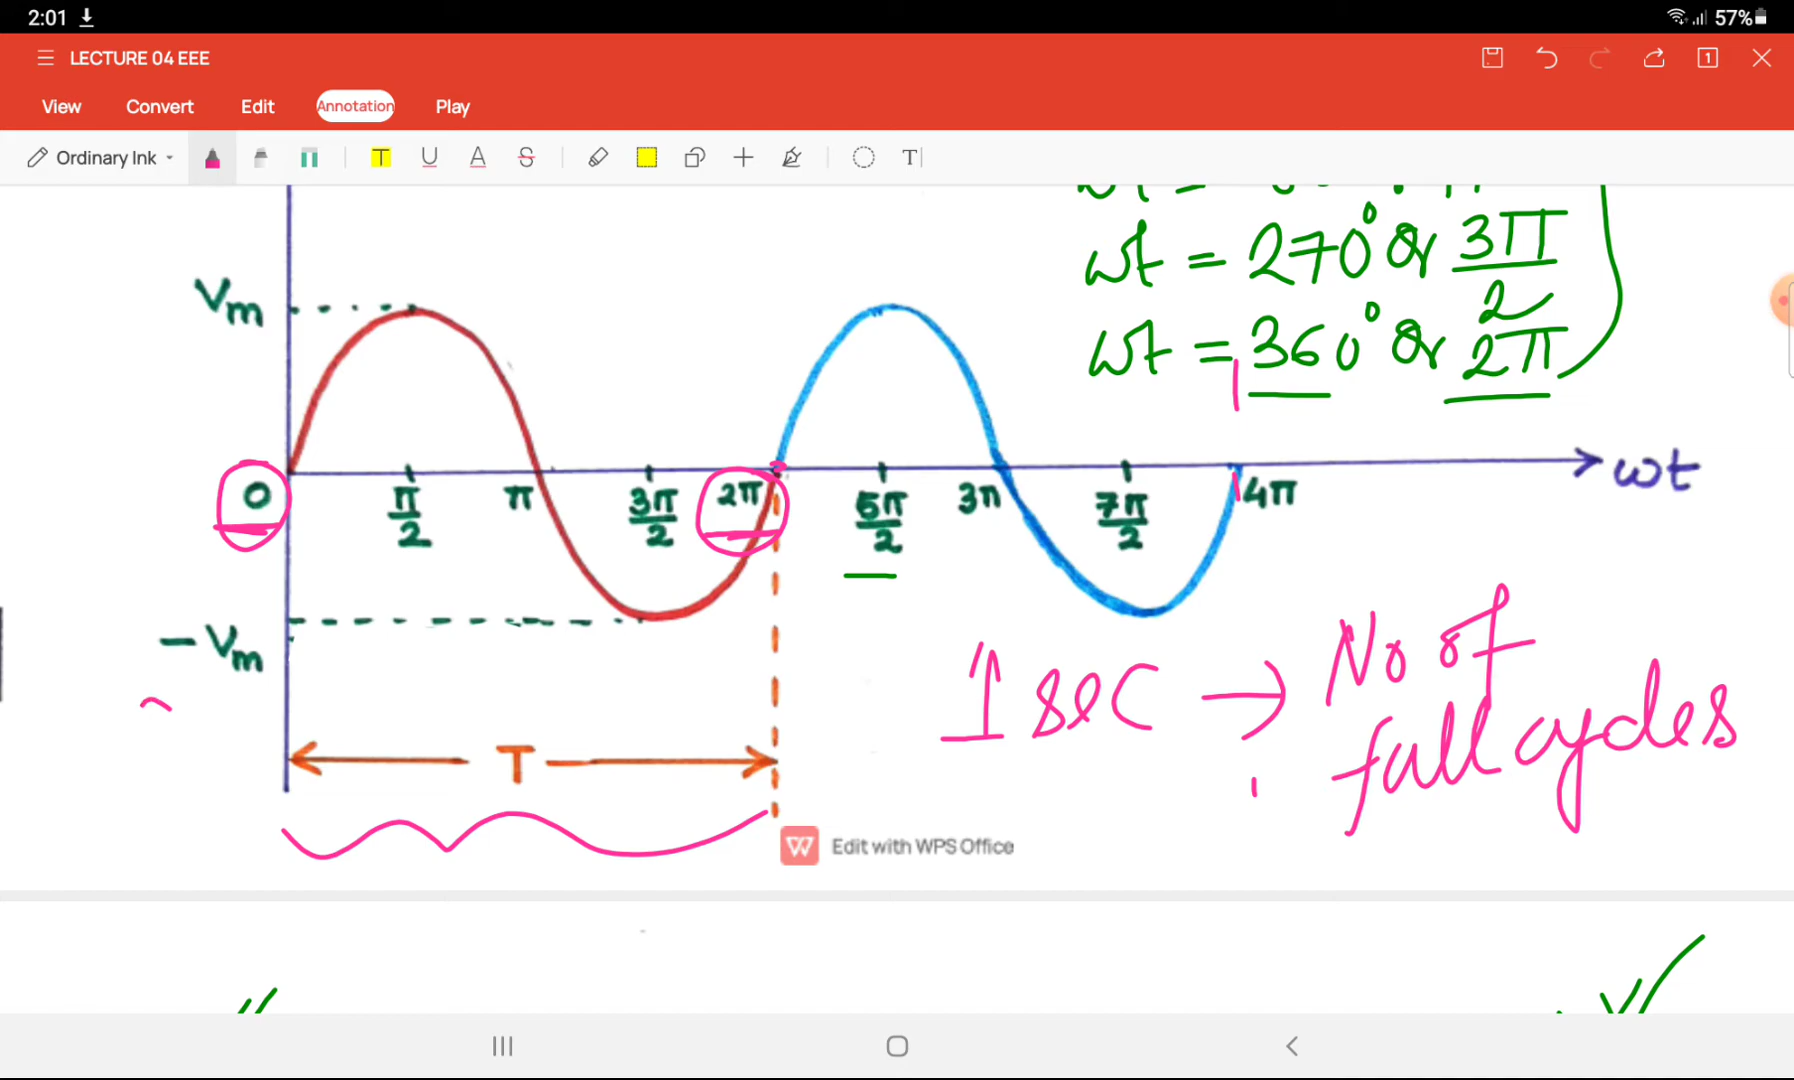 2:01
57%
LECTURE 04 EEE
1
View Convert Edit Annotation Play
Ordinary Ink T U A S T
ωt = 270° or 3π/2
ωt = 360° or 2π
Vm
0 π/2 π 3π/2 2π 5π/2 3π 7π/2 4π ωt
-Vm
1 sec → No of
full cycles
T
W Edit with WPS Office